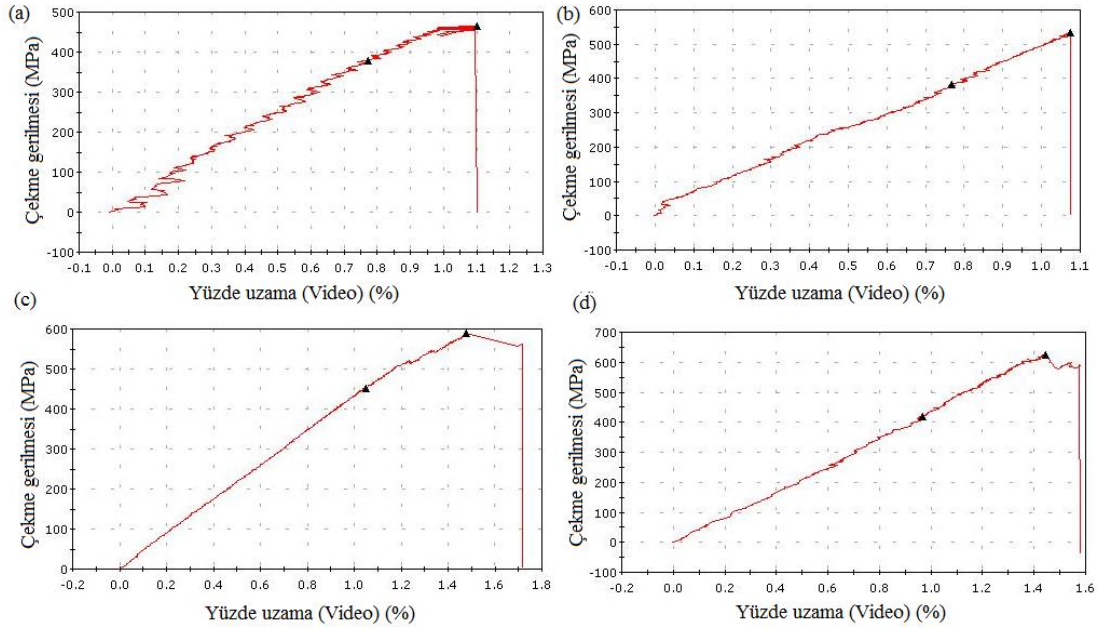 (a)
500
400
300
200
100
0
-100
-0.1 0.0 0.1 0.2 0.3 0.4 0.5 0.6 0.7 0.8 0.9 1.0 1.1 1.2 1.3
Çekme gerilmesi (MPa)
Yüzde uzama (Video) (%)
(b)
600
500
400
300
200
100
0
-100
-0.1 0.0 0.1 0.2 0.3 0.4 0.5 0.6 0.7 0.8 0.9 1.0 1.1
Çekme gerilmesi (MPa)
Yüzde uzama (Video) (%)
(c)
600
500
400
300
200
100
0
-0.2 0.0 0.2 0.4 0.6 0.8 1.0 1.2 1.4 1.6 1.8
Çekme gerilmesi (MPa)
Yüzde uzama (Video) (%)
(d)
700
600
500
400
300
200
100
0
-100
-0.2 0.0 0.2 0.4 0.6 0.8 1.0 1.2 1.4 1.6
Çekme gerilmesi (MPa)
Yüzde uzama (Video) (%)